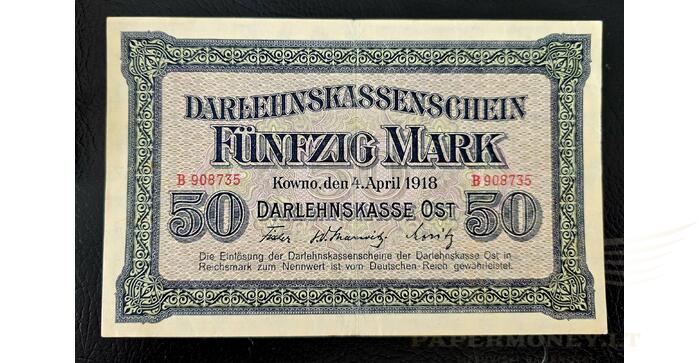 DARLEHNSKASSENSCHEIN
FÜNFZIG MARK
B 908735 Kowno, den 4. April 1918 B 908735
50 DARLEHNSKASSE OST 50
Die Einlösung der Darlehnskassenscheine der Darlehnskasse Ost in
Reichsmark zum Nennwert ist vom Deutschen Reich gewährleistet.
PAPERMONEY.LT